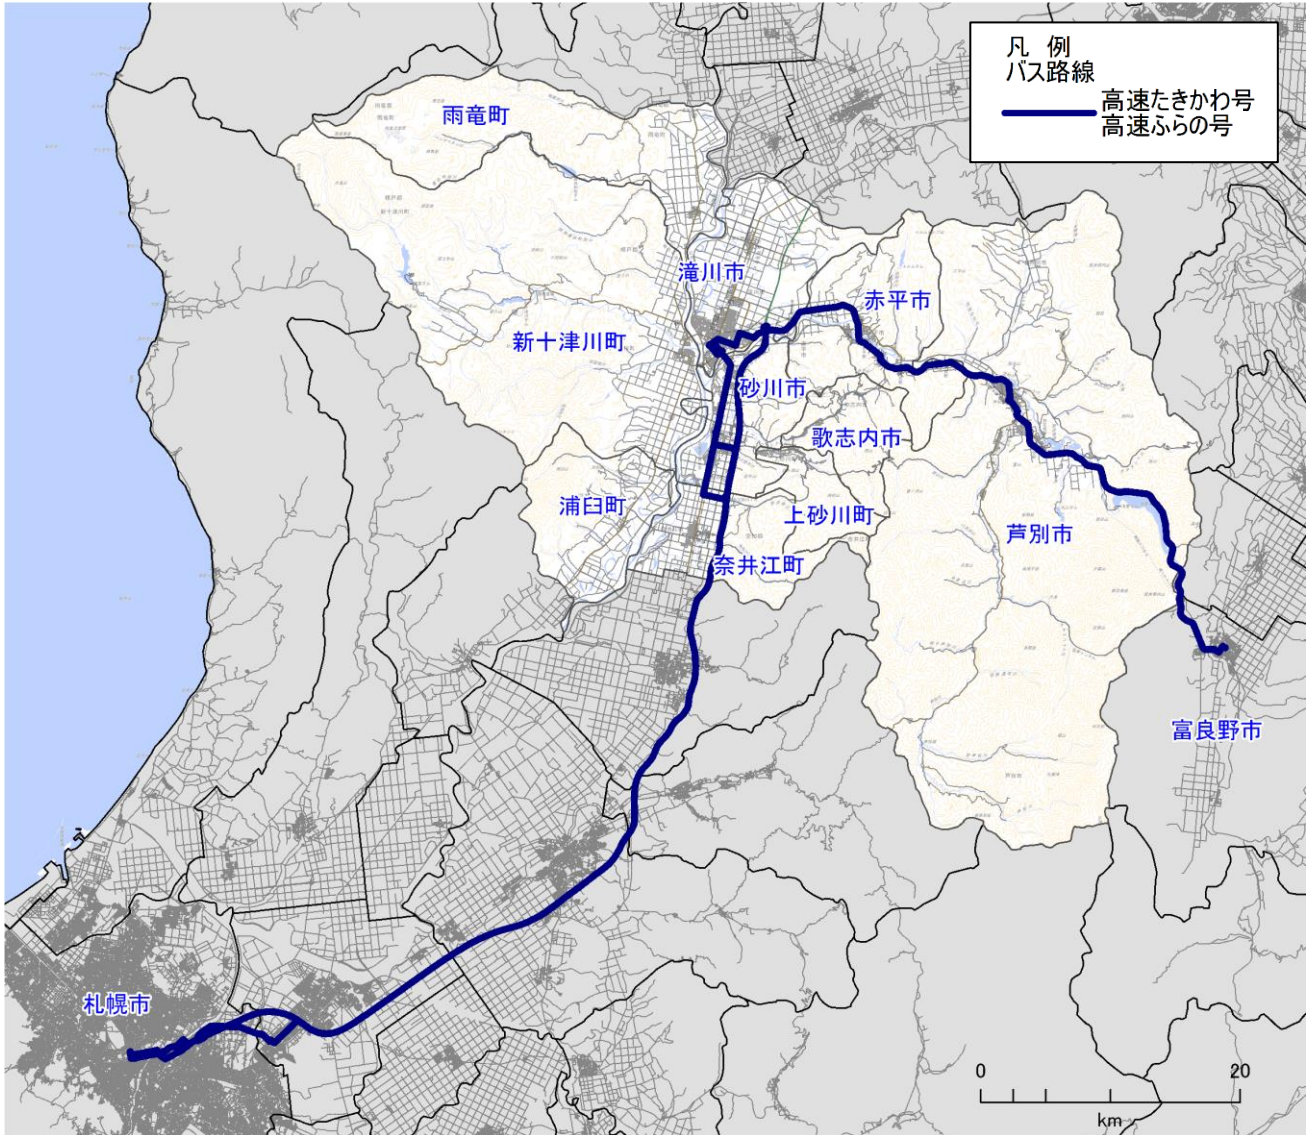 凡 例
バス路線
高速たきかわ号
高速ふらの号
雨竜町
滝川市
赤平市
新十津川町
砂川市
歌志内市
浦臼町
上砂川町
芦別市
奈井江町
富良野市
札幌市
0 20
km